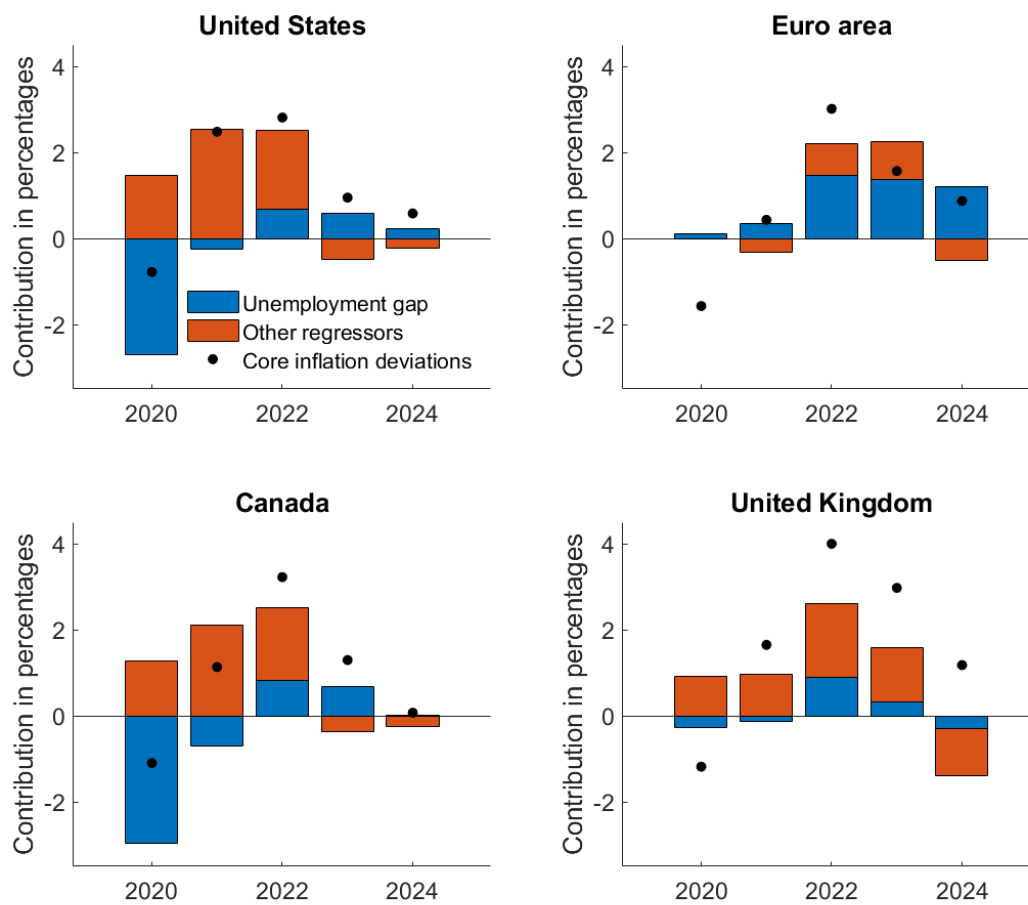 United States
Contribution in percentages
4
2
0
-2
2020 2022 2024
Unemployment gap
Other regressors
Core inflation deviations
Euro area
Contribution in percentages
4
2
0
-2
2020 2022 2024
Canada
Contribution in percentages
4
2
0
-2
2020 2022 2024
United Kingdom
Contribution in percentages
4
2
0
-2
2020 2022 2024